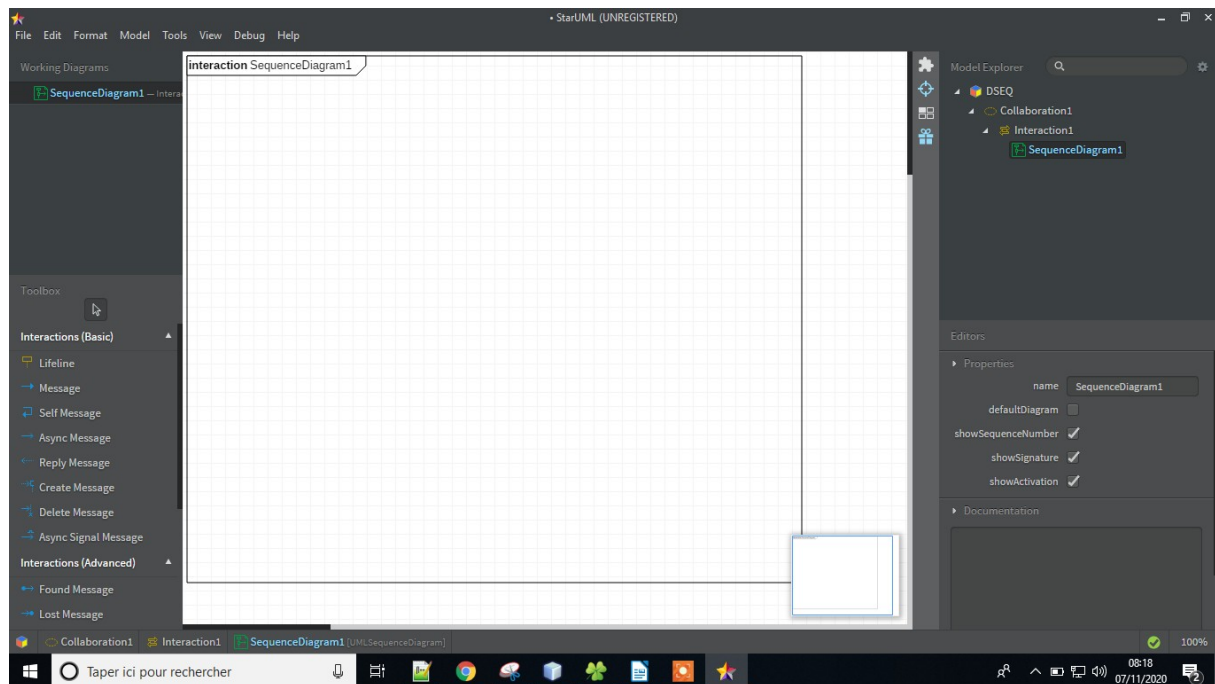 • StarUML (UNREGISTERED)
File Edit Format Model Tools View Debug Help
Working Diagrams
SequenceDiagram1 — Intera
interaction SequenceDiagram1
Toolbox
Interactions (Basic)
Lifeline
Message
Self Message
Async Message
Reply Message
Create Message
Delete Message
Async Signal Message
Interactions (Advanced)
Found Message
Lost Message
Model Explorer
DSEQ
Collaboration1
Interaction1
SequenceDiagram1
Editors
Properties
name SequenceDiagram1
defaultDiagram
showSequenceNumber
showSignature
showActivation
Documentation
Collaboration1 Interaction1 SequenceDiagram1 [UMLSequenceDiagram] 100%
Taper ici pour rechercher
08:18
07/11/2020
2